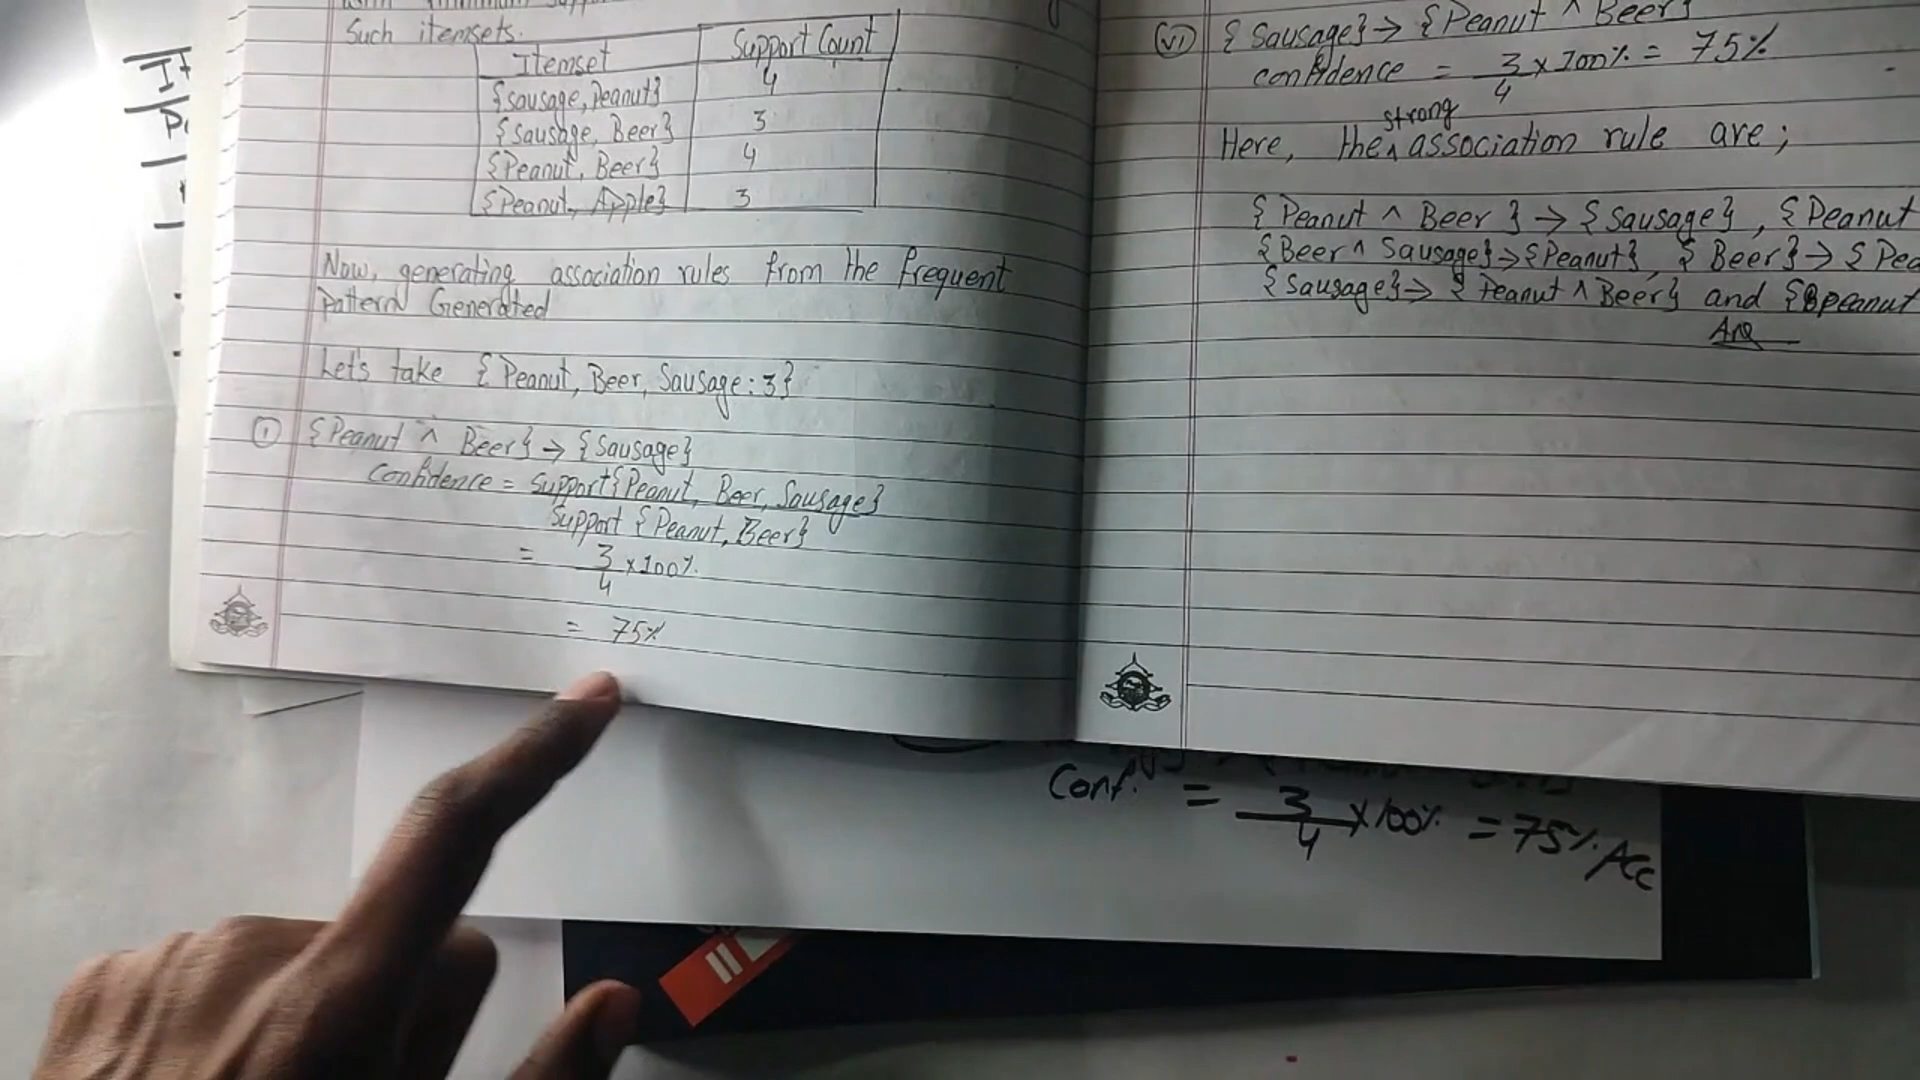 Such itemsets.
Itemset Support Count
{Sausage, Peanut} 4
{Sausage, Beer} 3
{Peanut, Beer} 4
{Peanut, Apple} 3
Now, generating association rules from the frequent
pattern Generated
Let's take {Peanut, Beer, Sausage: 3}
(i) {Peanut ^ Beer} → {Sausage}
Confidence = Support{Peanut, Beer, Sausage}
Support {Peanut, Beer}
= 3/4 × 100%
= 75%
(vi) {Sausage} → {Peanut ^ Beer}
confidence = 3/4 × 100% = 75%
Here, the strong association rule are;
{Peanut ^ Beer} → {Sausage}, {Peanut
{Beer ^ Sausage} → {Peanut}, {Beer} → {Pea
{Sausage} → {Peanut ^ Beer} and {peanut
Conf. = 3/4 × 100% = 75% Acc